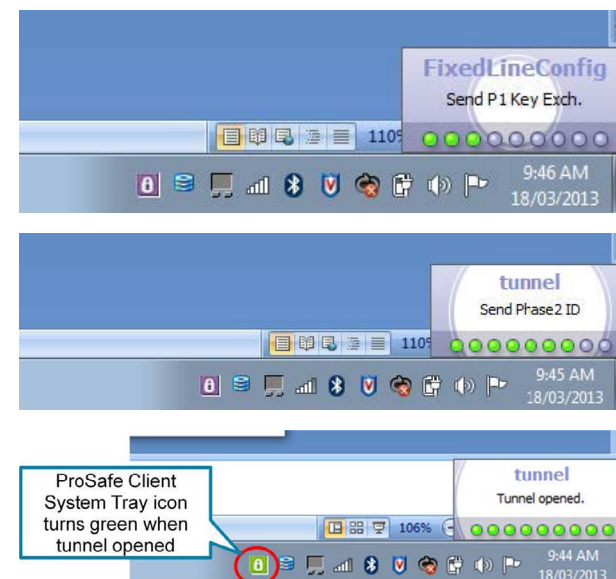 FixedLineConfig
Send P1 Key Exch.
110%
9:46 AM
18/03/2013
tunnel
Send Phase2 ID
110%
9:45 AM
18/03/2013
ProSafe Client
System Tray icon
turns green when
tunnel opened
tunnel
Tunnel opened.
106%
9:44 AM
18/03/2013